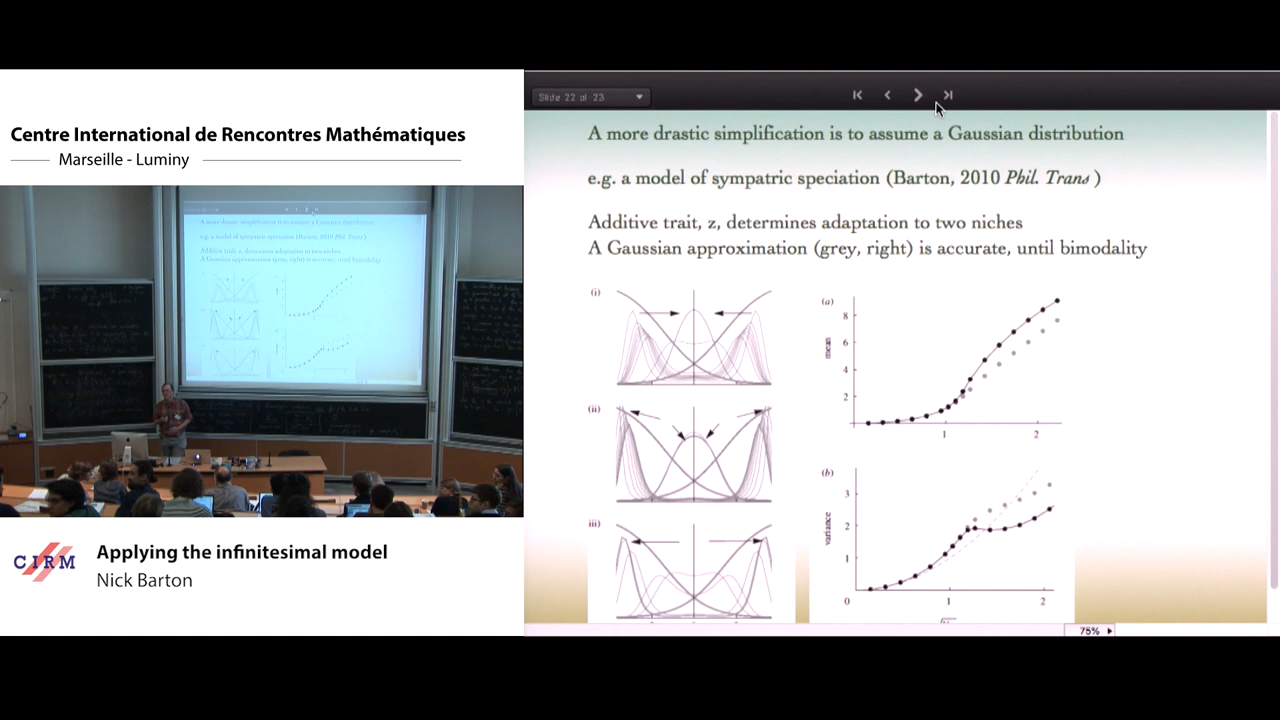 Centre International de Rencontres Mathématiques
Marseille - Luminy
CIRM
Applying the infinitesimal model
Nick Barton
Slide 22 of 23
A more drastic simplification is to assume a Gaussian distribution
e.g. a model of sympatric speciation (Barton, 2010 Phil. Trans )
Additive trait, z, determines adaptation to two niches
A Gaussian approximation (grey, right) is accurate, until bimodality
(i)
(ii)
iii)
(a)
mean
8
6
4
2
1
2
(b)
variance
3
2
1
0
1
2
75%